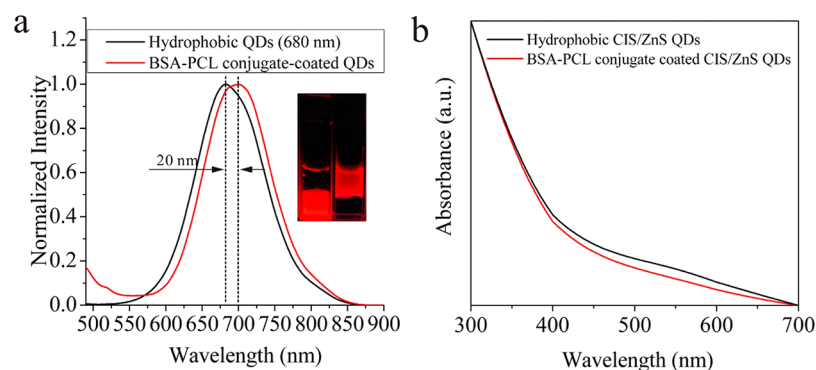 a
Normalized Intensity
1.2
1.0
0.8
0.6
0.4
0.2
0.0
Hydrophobic QDs (680 nm)
BSA-PCL conjugate-coated QDs
20 nm
500 550 600 650 700 750 800 850 900
Wavelength (nm)
b
Absorbance (a.u.)
Hydrophobic CIS/ZnS QDs
BSA-PCL conjugate coated CIS/ZnS QDs
300 400 500 600 700
Wavelength (nm)